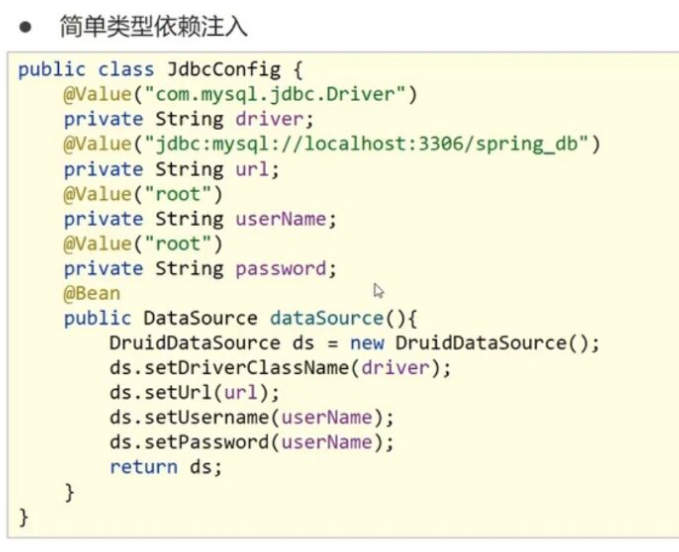 ● 简单类型依赖注入
public class JdbcConfig {
    @Value("com.mysql.jdbc.Driver")
    private String driver;
    @Value("jdbc:mysql://localhost:3306/spring_db")
    private String url;
    @Value("root")
    private String userName;
    @Value("root")
    private String password;
    @Bean
    public DataSource dataSource(){
        DruidDataSource ds = new DruidDataSource();
        ds.setDriverClassName(driver);
        ds.setUrl(url);
        ds.setUsername(userName);
        ds.setPassword(userName);
        return ds;
    }
}